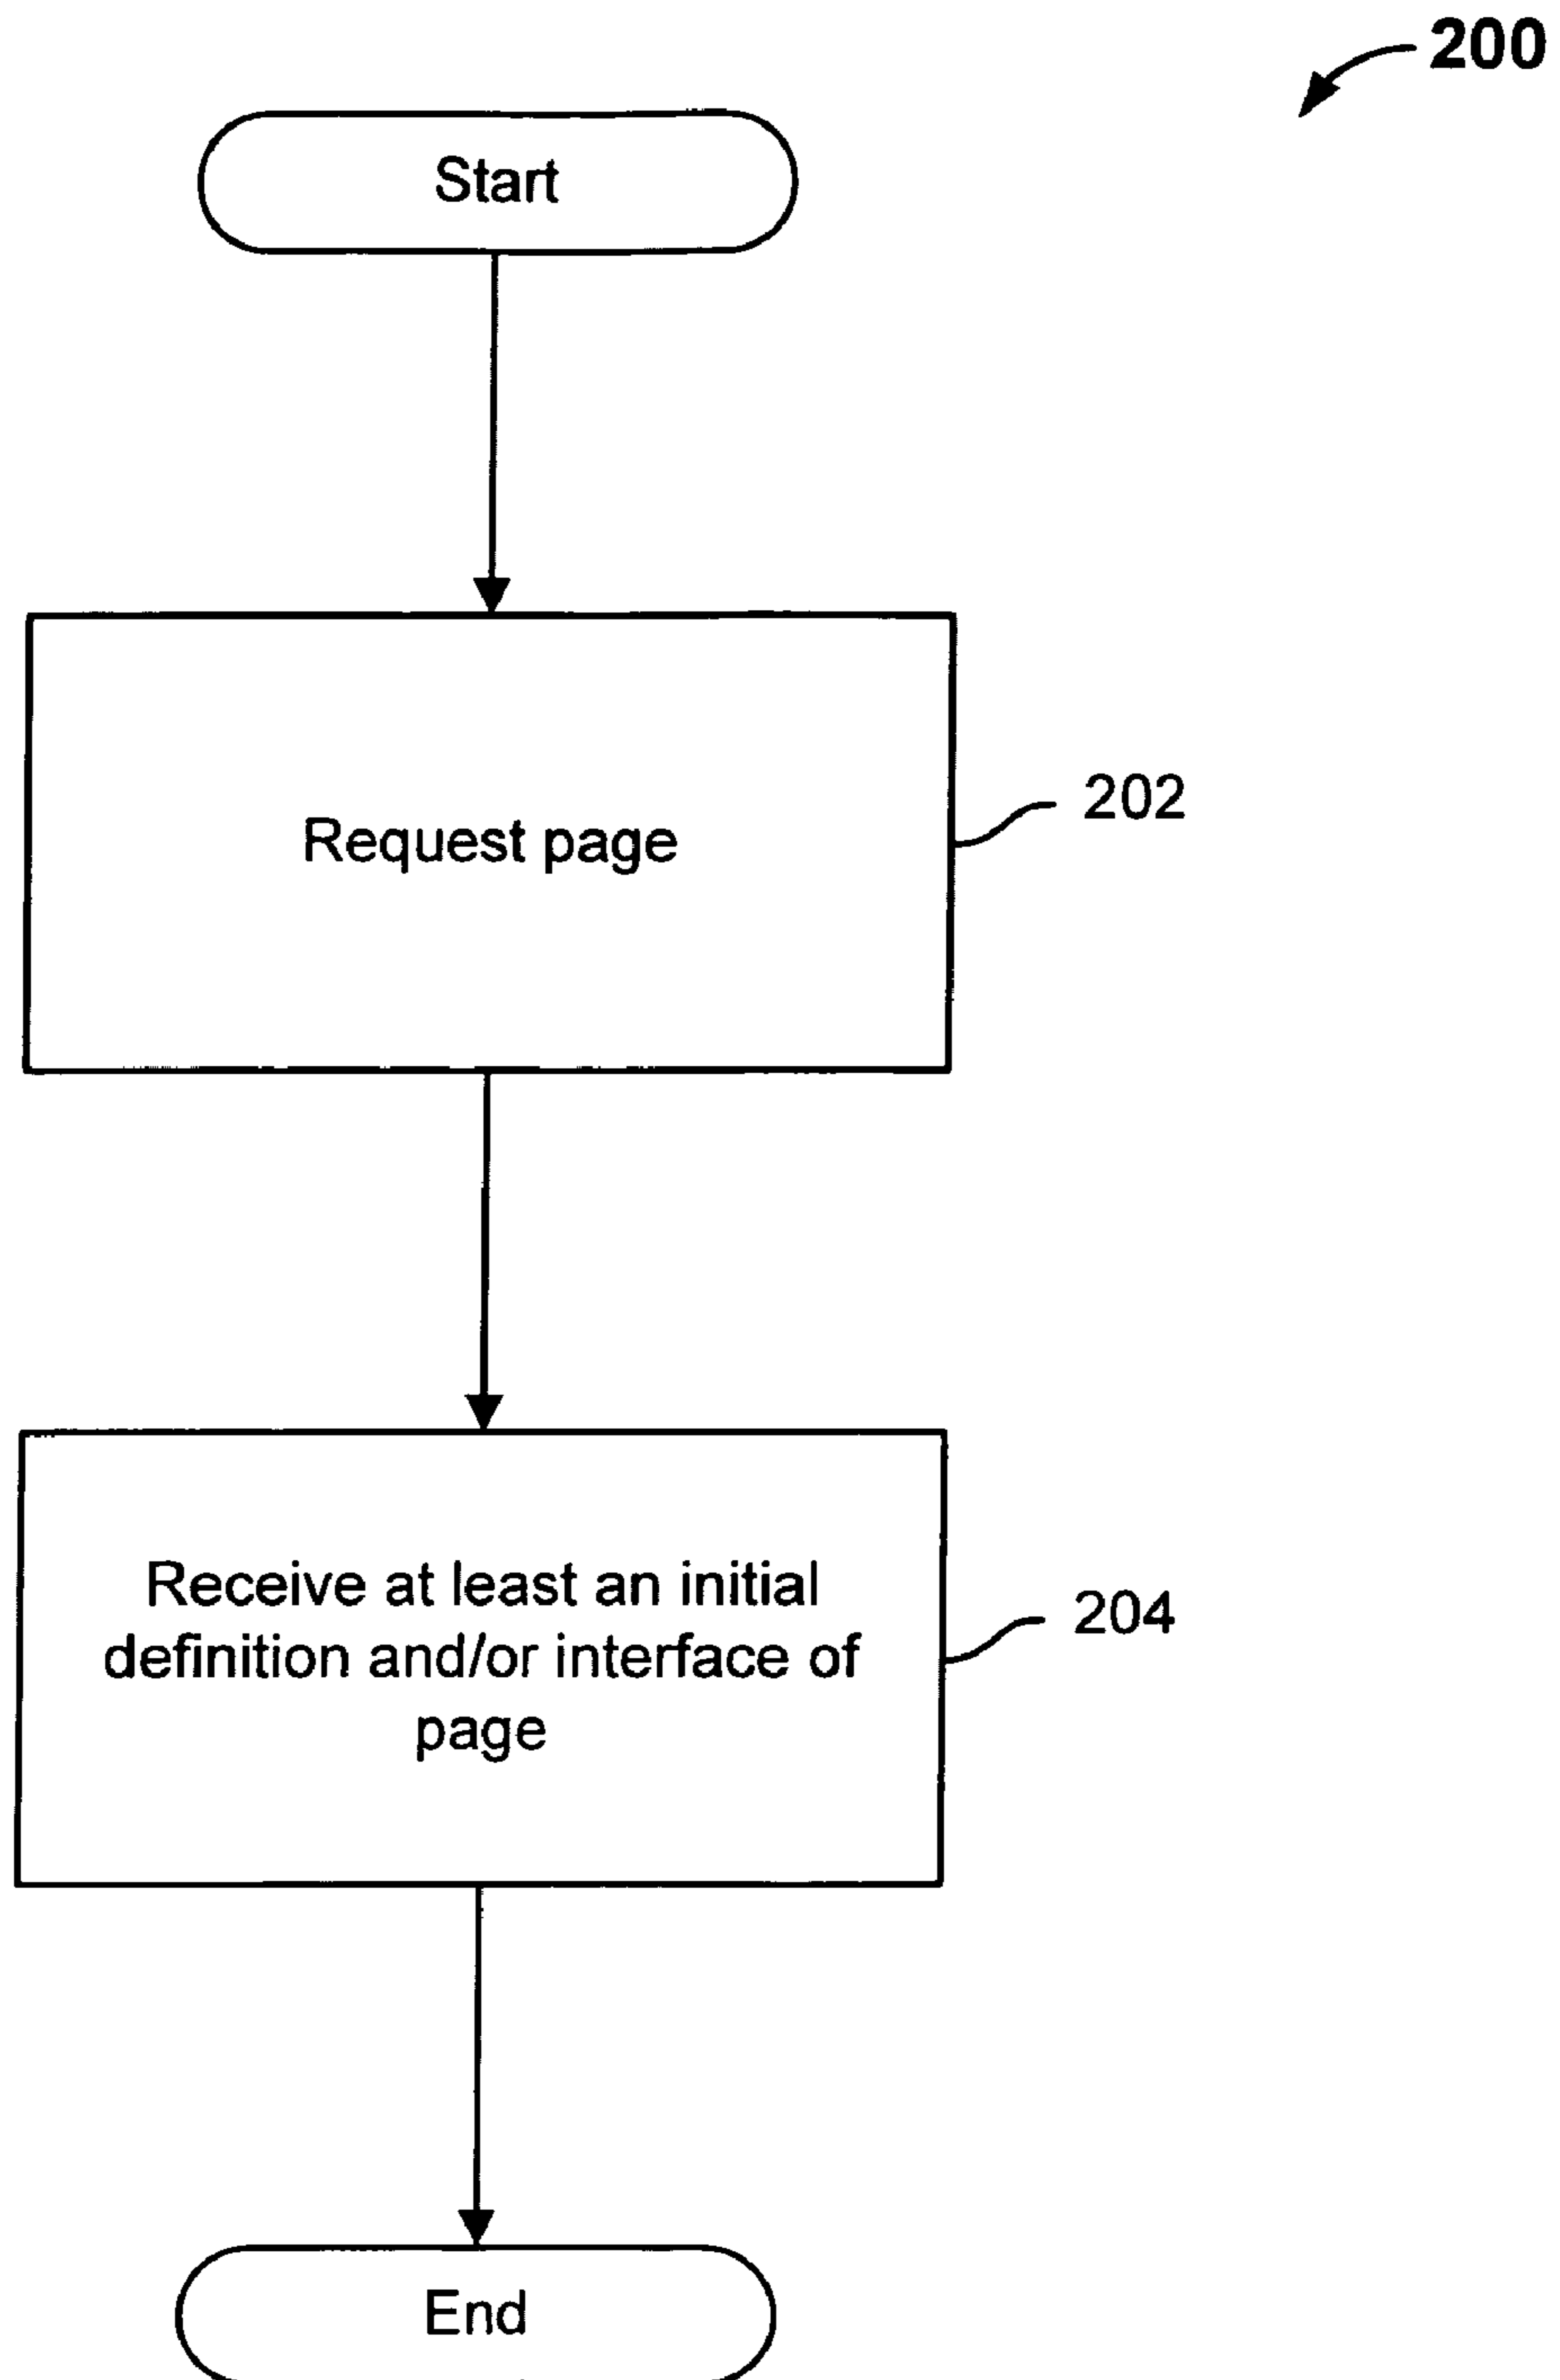 200
Start
Request page
202
Receive at least an initial
definition and/or interface of
page
204
End